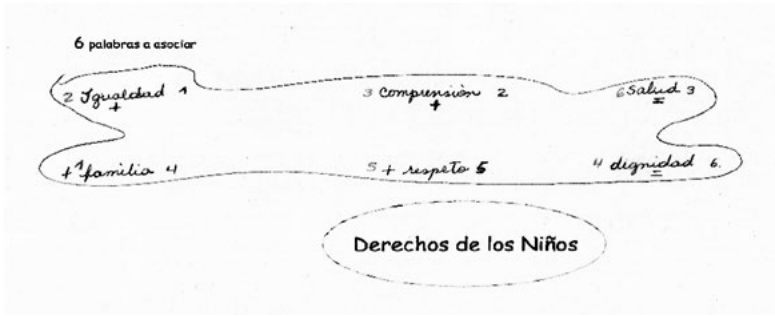 6 palabras a asociar
2 Igualdad 1 3 Comprensión 2 6 Salud 3
+ + =
+ 1 familia 4 5 + respeto 5 4 dignidad 6.
=
Derechos de los Niños